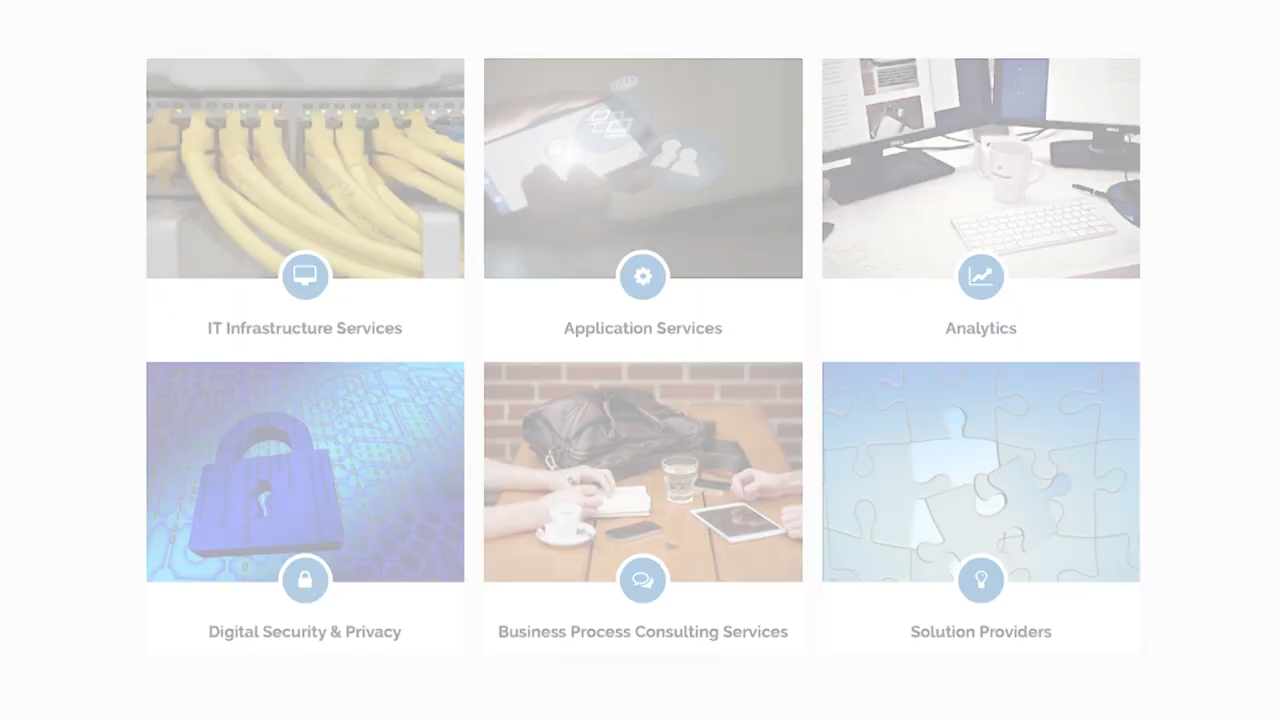 IT Infrastructure Services
Application Services
Analytics
Digital Security & Privacy
Business Process Consulting Services
Solution Providers